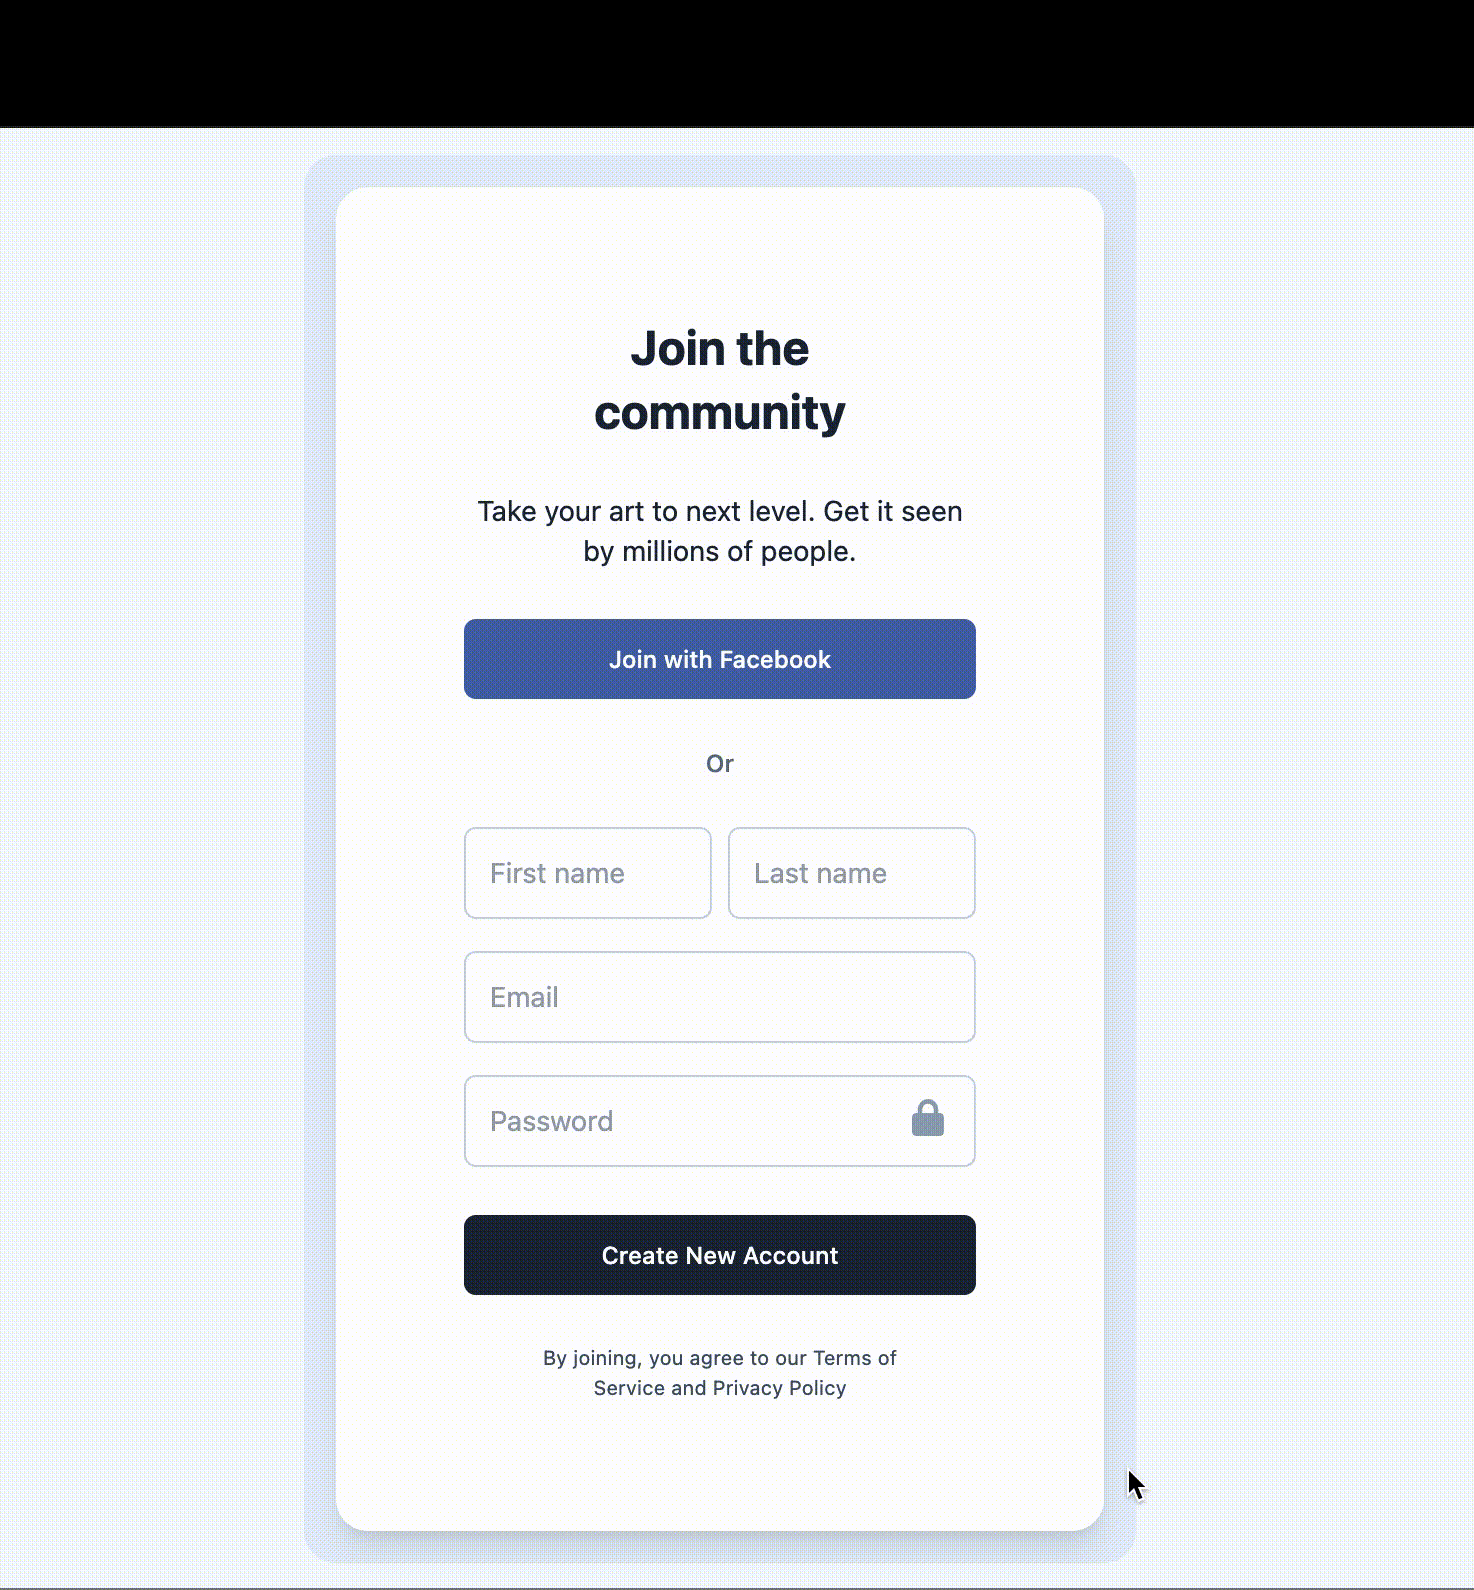 Join the
community
Take your art to next level. Get it seen
by millions of people.
Join with Facebook
Or
First name
Last name
Email
Password
Create New Account
By joining, you agree to our Terms of
Service and Privacy Policy